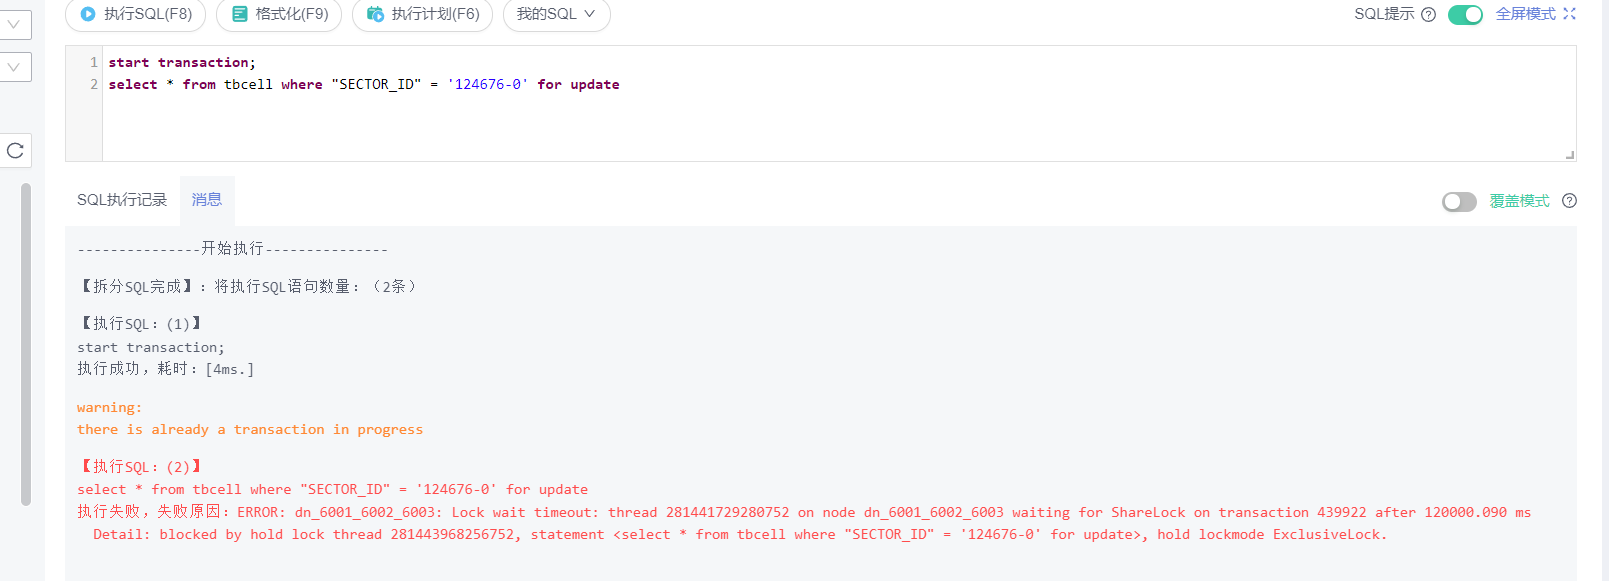 执行SQL(F8) 格式化(F9) 执行计划(F6) 我的SQL SQL提示 全屏模式
1 start transaction;
2 select * from tbcell where "SECTOR_ID" = '124676-0' for update
SQL执行记录 消息 覆盖模式
---------------开始执行---------------
【拆分SQL完成】：将执行SQL语句数量：（2条）
【执行SQL：(1)】
start transaction;
执行成功，耗时：[4ms.]
warning:
there is already a transaction in progress
【执行SQL：(2)】
select * from tbcell where "SECTOR_ID" = '124676-0' for update
执行失败，失败原因：ERROR: dn_6001_6002_6003: Lock wait timeout: thread 281441729280752 on node dn_6001_6002_6003 waiting for ShareLock on transaction 439922 after 120000.090 ms
Detail: blocked by hold lock thread 281443968256752, statement <select * from tbcell where "SECTOR_ID" = '124676-0' for update>, hold lockmode ExclusiveLock.